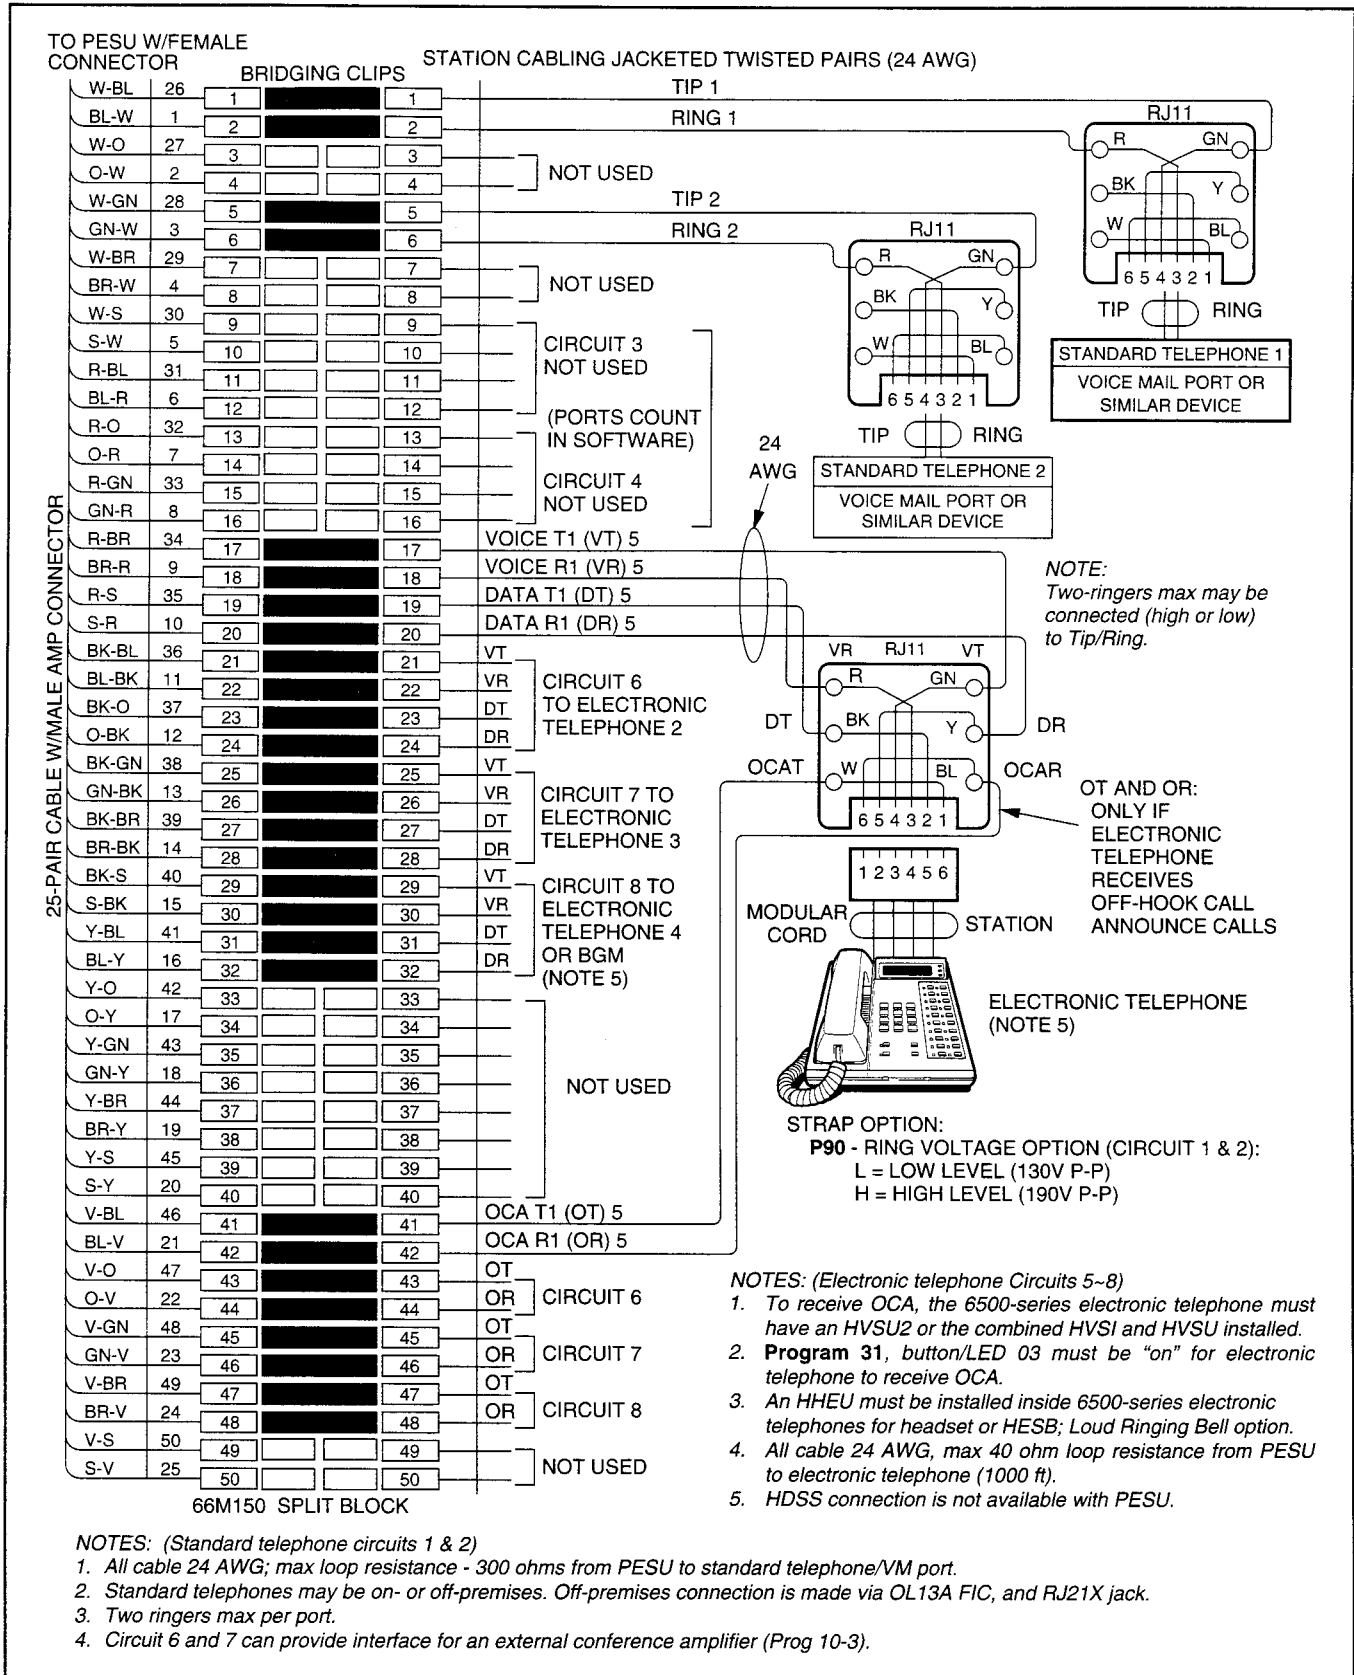 TO PESU W/FEMALE
CONNECTOR
BRIDGING CLIPS
STATION CABLING JACKETED TWISTED PAIRS (24 AWG)
25-PAIR CABLE W/MALE AMP CONNECTOR
W-BL 26 1 1 TIP 1
BL-W 1 2 2 RING 1
W-O 27 3 3
O-W 2 4 4
NOT USED
W-GN 28 5 5 TIP 2
GN-W 3 6 6 RING 2
W-BR 29 7 7
BR-W 4 8 8
NOT USED
W-S 30 9 9
S-W 5 10 10
R-BL 31 11 11
BL-R 6 12 12
CIRCUIT 3
NOT USED
(PORTS COUNT
IN SOFTWARE)
R-O 32 13 13
O-R 7 14 14
R-GN 33 15 15
GN-R 8 16 16
CIRCUIT 4
NOT USED
R-BR 34 17 17 VOICE T1 (VT) 5
BR-R 9 18 18 VOICE R1 (VR) 5
R-S 35 19 19 DATA T1 (DT) 5
S-R 10 20 20 DATA R1 (DR) 5
BK-BL 36 21 21 VT
BL-BK 11 22 22 VR
BK-O 37 23 23 DT
O-BK 12 24 24 DR
CIRCUIT 6
TO ELECTRONIC
TELEPHONE 2
BK-GN 38 25 25 VT
GN-BK 13 26 26 VR
BK-BR 39 27 27 DT
BR-BK 14 28 28 DR
CIRCUIT 7 TO
ELECTRONIC
TELEPHONE 3
BK-S 40 29 29 VT
S-BK 15 30 30 VR
Y-BL 41 31 31 DT
BL-Y 16 32 32 DR
CIRCUIT 8 TO
ELECTRONIC
TELEPHONE 4
OR BGM
(NOTE 5)
Y-O 42 33 33
O-Y 17 34 34
Y-GN 43 35 35
GN-Y 18 36 36
Y-BR 44 37 37
BR-Y 19 38 38
Y-S 45 39 39
S-Y 20 40 40
NOT USED
V-BL 46 41 41 OCA T1 (OT) 5
BL-V 21 42 42 OCA R1 (OR) 5
V-O 47 43 43 OT
O-V 22 44 44 OR
CIRCUIT 6
V-GN 48 45 45 OT
GN-V 23 46 46 OR
CIRCUIT 7
V-BR 49 47 47 OT
BR-V 24 48 48 OR
CIRCUIT 8
V-S 50 49 49
S-V 25 50 50
NOT USED
66M150 SPLIT BLOCK
RJ11
R GN
BK Y
W BL
6 5 4 3 2 1
TIP RING
STANDARD TELEPHONE 1
VOICE MAIL PORT OR
SIMILAR DEVICE
RJ11
R GN
BK Y
W BL
6 5 4 3 2 1
TIP RING
STANDARD TELEPHONE 2
VOICE MAIL PORT OR
SIMILAR DEVICE
24
AWG
NOTE:
Two-ringers max may be
connected (high or low)
to Tip/Ring.
VR RJ11 VT
R GN
DT BK Y DR
OCAT W BL OCAR
6 5 4 3 2 1
1 2 3 4 5 6
OT AND OR:
ONLY IF
ELECTRONIC
TELEPHONE
RECEIVES
OFF-HOOK CALL
ANNOUNCE CALLS
MODULAR
CORD
STATION
ELECTRONIC TELEPHONE
(NOTE 5)
STRAP OPTION:
P90 - RING VOLTAGE OPTION (CIRCUIT 1 & 2):
L = LOW LEVEL (130V P-P)
H = HIGH LEVEL (190V P-P)
NOTES: (Electronic telephone Circuits 5~8)
1. To receive OCA, the 6500-series electronic telephone must
have an HVSU2 or the combined HVSI and HVSU installed.
2. Program 31, button/LED 03 must be “on” for electronic
telephone to receive OCA.
3. An HHEU must be installed inside 6500-series electronic
telephones for headset or HESB; Loud Ringing Bell option.
4. All cable 24 AWG, max 40 ohm loop resistance from PESU
to electronic telephone (1000 ft).
5. HDSS connection is not available with PESU.
NOTES: (Standard telephone circuits 1 & 2)
1. All cable 24 AWG; max loop resistance - 300 ohms from PESU to standard telephone/VM port.
2. Standard telephones may be on- or off-premises. Off-premises connection is made via OL13A FIC, and RJ21X jack.
3. Two ringers max per port.
4. Circuit 6 and 7 can provide interface for an external conference amplifier (Prog 10-3).